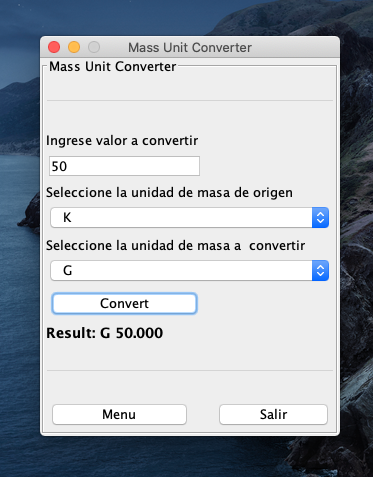 Mass Unit Converter
Mass Unit Converter
Ingrese valor a convertir
50
Seleccione la unidad de masa de origen
K
Seleccione la unidad de masa a  convertir
G
Convert
Result: G 50.000
Menu
Salir